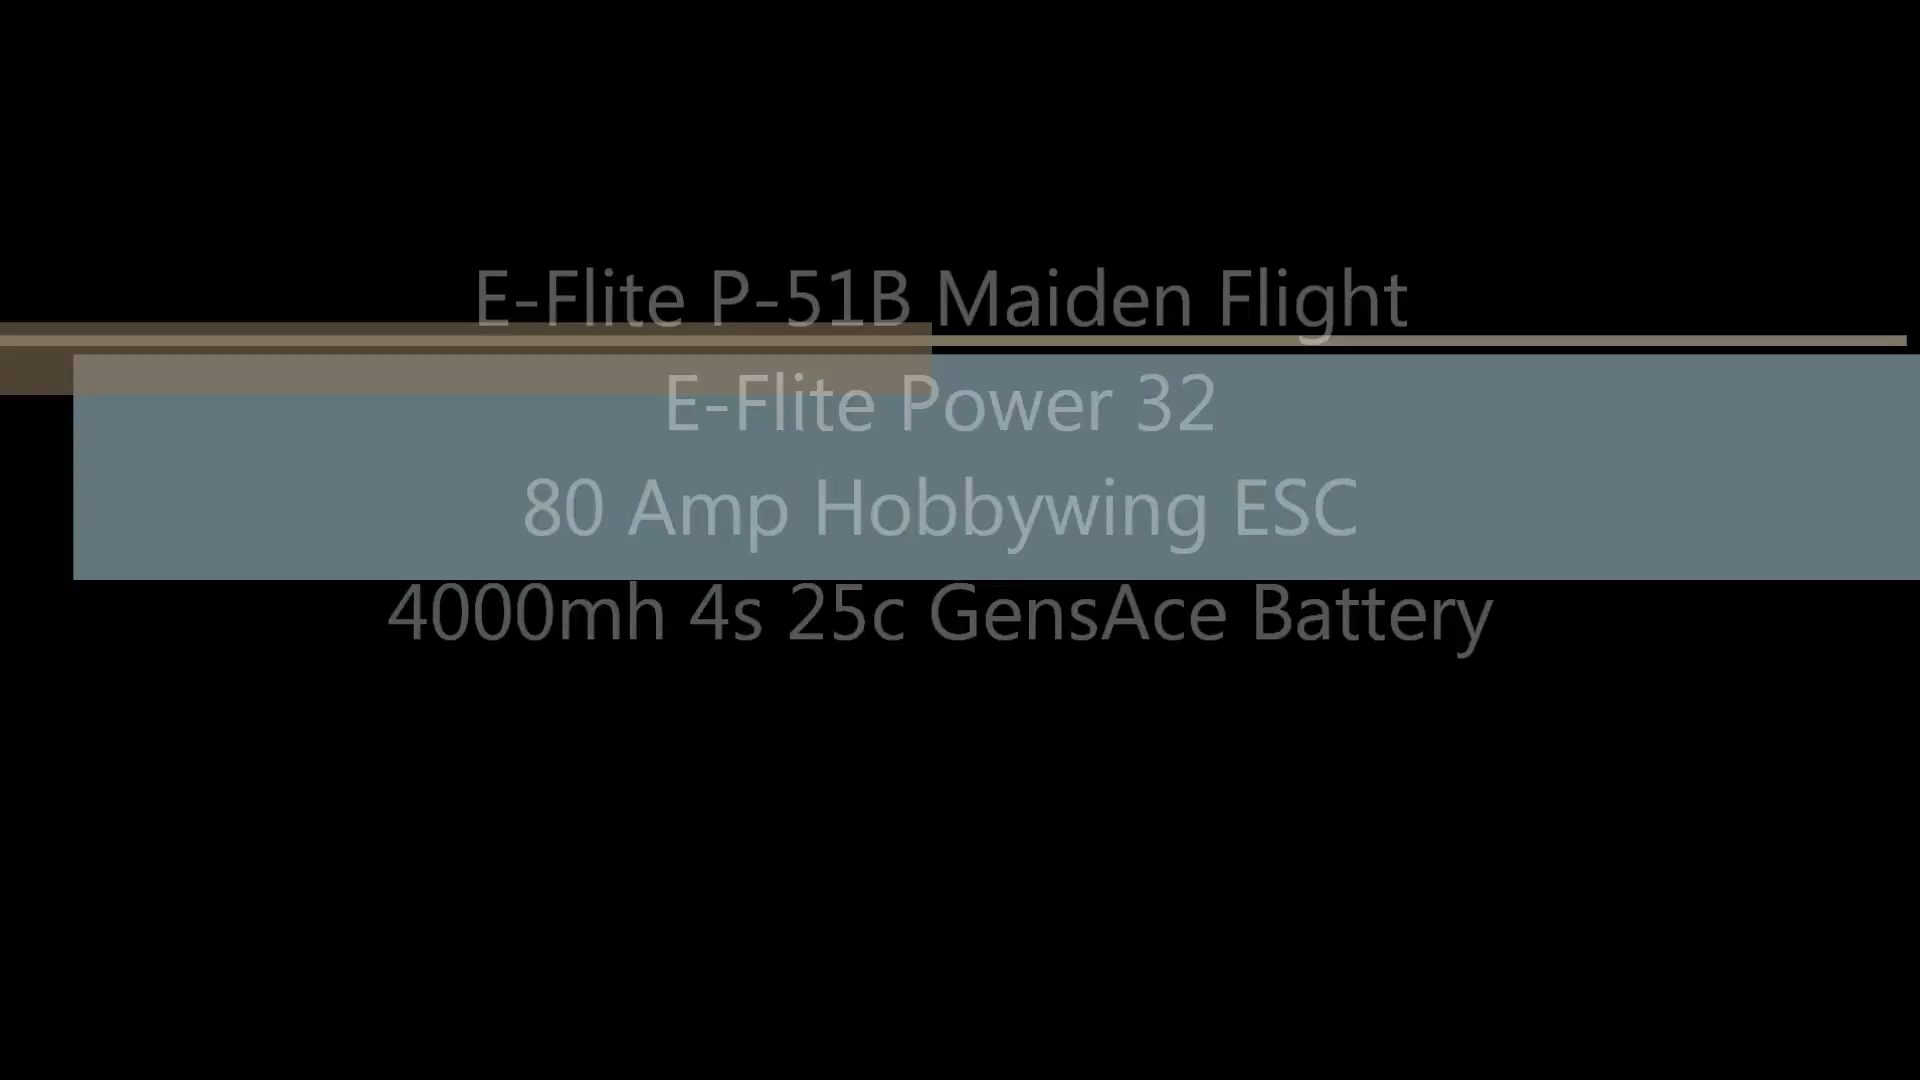 E-Flite P-51B Maiden Flight
E-Flite Power 32
80 Amp Hobbywing ESC
4000mh 4s 25c GensAce Battery